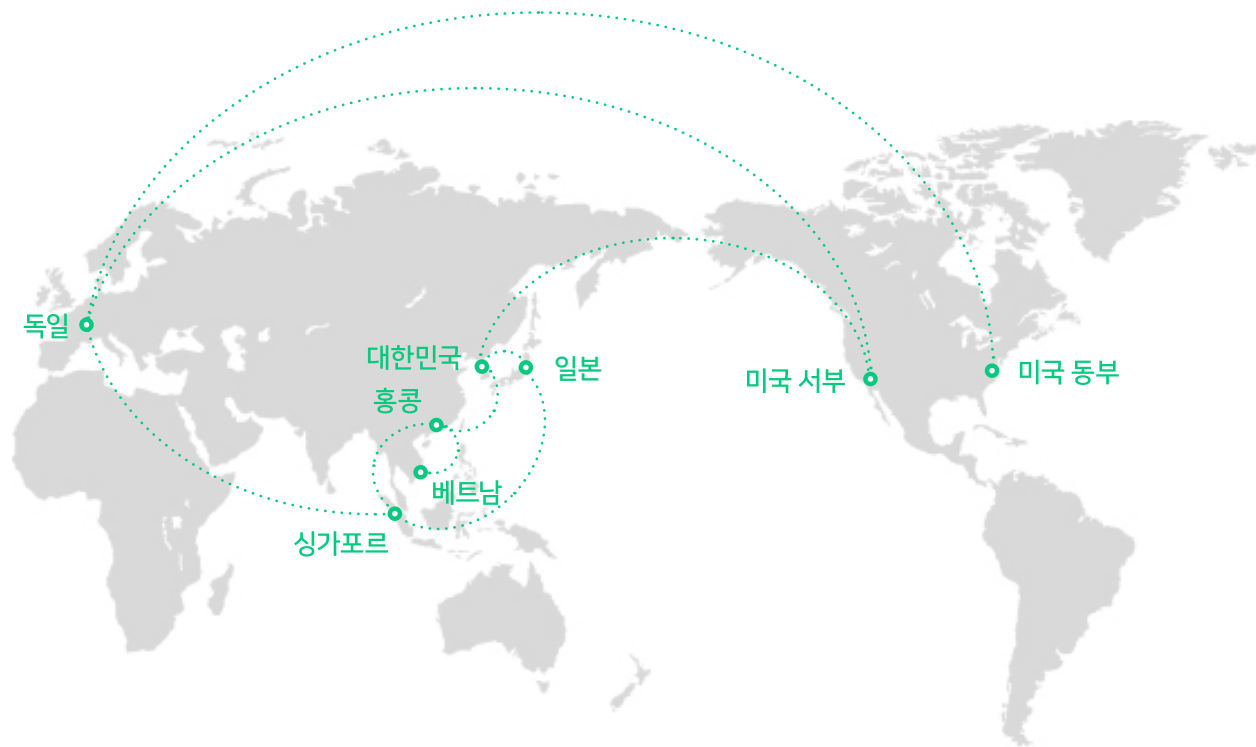 독일
대한민국
일본
미국 서부
미국 동부
홍콩
베트남
싱가포르